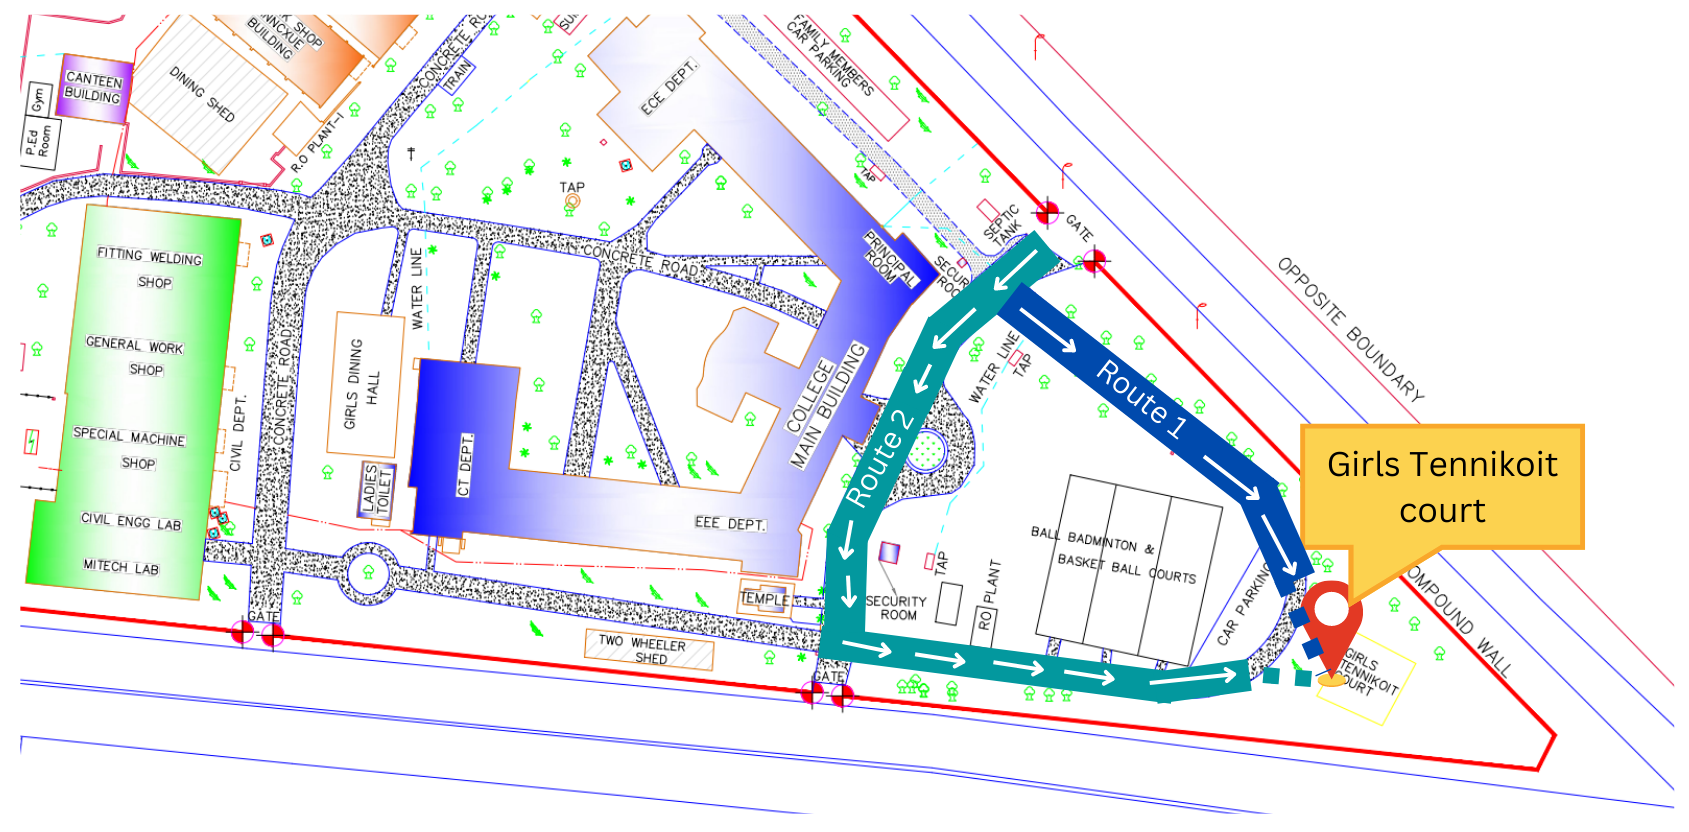 CANTEEN
BUILDING
Gym
P.Ed
Room
DINING SHED
SHOP
BUILDING
R.O PLANT-I
CONCRETE
TRAIN
ECE DEPT.
FAMILY MEMBERS
CAR PARKING
TAP
TAP
SEPTIC
TANK
GATE
PRINCIPAL
ROOM
OPPOSITE BOUNDARY
FITTING WELDING
SHOP
GENERAL WORK
SHOP
SPECIAL MACHINE
SHOP
CIVIL ENGG LAB
MITECH LAB
CIVIL DEPT.
CONCRETE ROAD
CONCRETE ROAD
WATER LINE
GIRLS DINING
HALL
LADIES
TOILET
CT DEPT.
EEE DEPT.
COLLEGE
MAIN BUILDING
WATER LINE
TAP
Route 1
Route 2
Girls Tennikoit
court
BALL BADMINTON &
BASKET BALL COURTS
TAP
RO PLANT
SECURITY
ROOM
CAR PARKING
TEMPLE
TWO WHEELER
SHED
GATE
GATE
GIRLS
TENNIKOIT
WALL